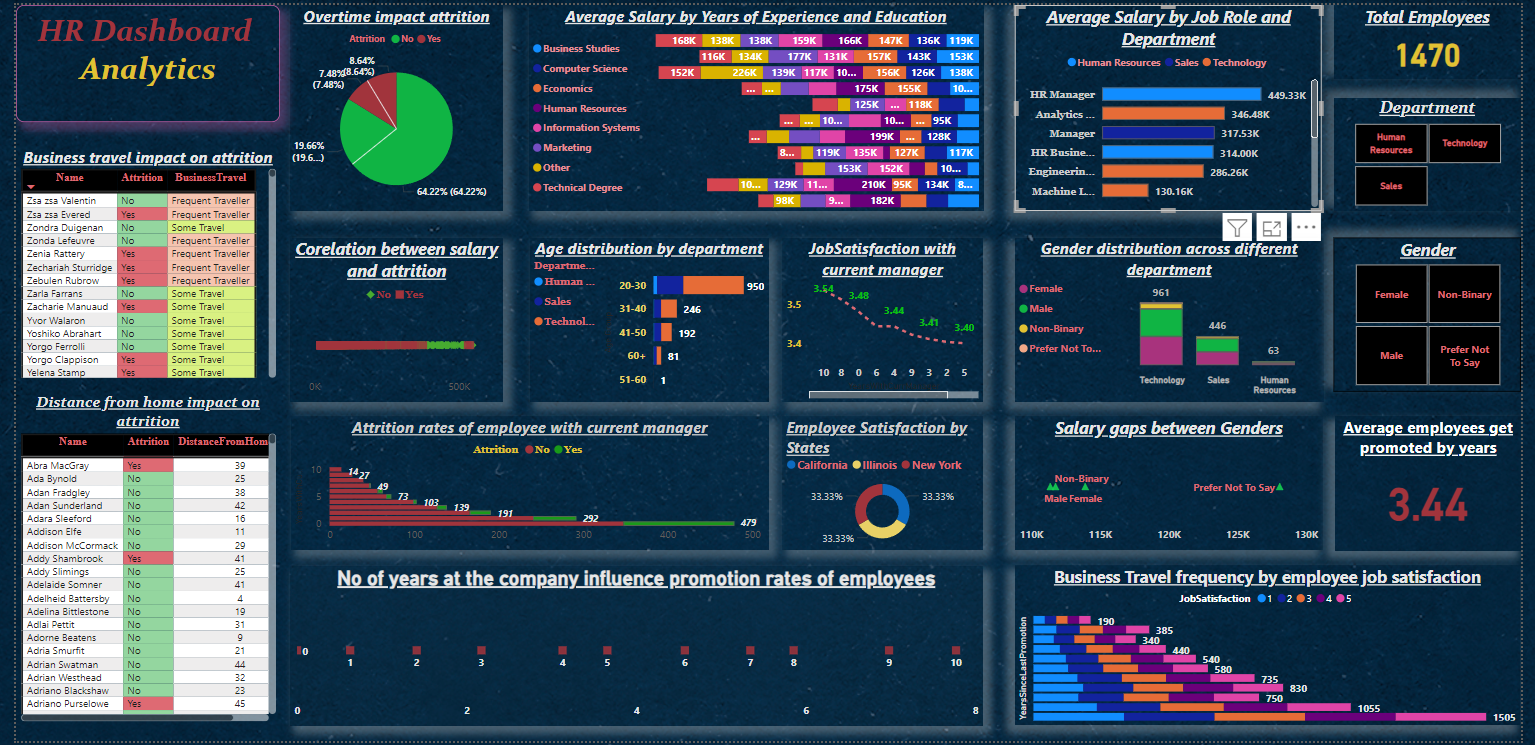 HR Dashboard
Analytics
Business travel impact on attrition
Name Attrition BusinessTravel
Zsa zsa Valentin No Frequent Traveller
Zsa zsa Evered Yes Frequent Traveller
Zondra Duigenan No Some Travel
Zonda Lefeuvre No Frequent Traveller
Zenia Rattery Yes Frequent Traveller
Zechariah Sturridge Yes Frequent Traveller
Zebulen Rubrow Yes Frequent Traveller
Zarla Farrans No Some Travel
Zacharie Manuaud Yes Some Travel
Yvor Walaron No Some Travel
Yoshiko Abrahart No Some Travel
Yorgo Ferrolli No Some Travel
Yorgo Clappison Yes Some Travel
Yelena Stamp Yes Some Travel
Distance from home impact on
attrition
Name Attrition DistanceFromHom
Abra MacGray Yes 39
Ada Bynold No 25
Adan Fradgley No 38
Adan Sunderland No 42
Adara Sleeford No 16
Addison Elfe No 11
Addison McCormack No 29
Addy Shambrook Yes 41
Addy Slimings No 25
Adelaide Somner No 41
Adelheid Battersby No 4
Adelina Bittlestone No 19
Adlai Pettit No 31
Adorne Beatens No 9
Adria Smurfit No 21
Adrian Swatman No 44
Adrian Westhead No 32
Adriano Blackshaw No 23
Adriano Purselowe Yes 45
Overtime impact attrition
Attrition No Yes
8.64%
(8.64%)
7.48%
(7.48%)
19.66%
(19.6...)
64.22% (64.22%)
Average Salary by Years of Experience and Education
Business Studies
Computer Science
Economics
Human Resources
Information Systems
Marketing
Other
Technical Degree
168K 138K 138K 159K 166K 147K 136K 119K
116K 134K 177K 131K 157K 143K 153K
152K 226K 139K 117K 10... 156K 126K 138K
... ... 175K 155K 10...
125K ... 118K
... ... 10... 10... ... 95K
... 199K ... 128K
8... 119K 135K 127K 117K
153K 152K 10...
10... 129K 11... 210K 95K 134K 8...
98K 9... 182K
Average Salary by Job Role and
Department
Human Resources Sales Technology
HR Manager 449.33K
Analytics ... 346.48K
Manager 317.53K
HR Busine... 314.00K
Engineerin... 286.26K
Machine L... 130.16K
Total Employees
1470
Department
Human
Resources
Technology
Sales
Corelation between salary
and attrition
No Yes
0K 500K
Age distribution by department
Departme...
Human ...
Sales
Technol...
20-30 950
31-40 246
41-50 192
60+ 81
51-60 1
JobSatisfaction with
current manager
3.54
3.48
3.44
3.41
3.40
3.5
3.4
10 8 0 6 4 9 3 2 5
Gender distribution across different
department
Female
Male
Non-Binary
Prefer Not To...
961
446
63
Technology Sales Human
Resources
Gender
Female Non-Binary
Male Prefer Not
To Say
Attrition rates of employee with current manager
Attrition No Yes
10
5
0
14
27
49
73
103
139
191
292
479
0 100 200 300 400 500
Employee Satisfaction by
States
California Illinois New York
33.33% 33.33%
33.33%
Salary gaps between Genders
Non-Binary
Prefer Not To Say
Male Female
110K 115K 120K 125K 130K
Average employees get
promoted by years
3.44
No of years at the company influence promotion rates of employees
0
1 2 3 4 5 6 7 8 9 10
0 2 4 6 8
Business Travel frequency by employee job satisfaction
JobSatisfaction 1 2 3 4 5
YearsSinceLastPromotion
190
385
340
440
540
580
735
830
750
1055
1505